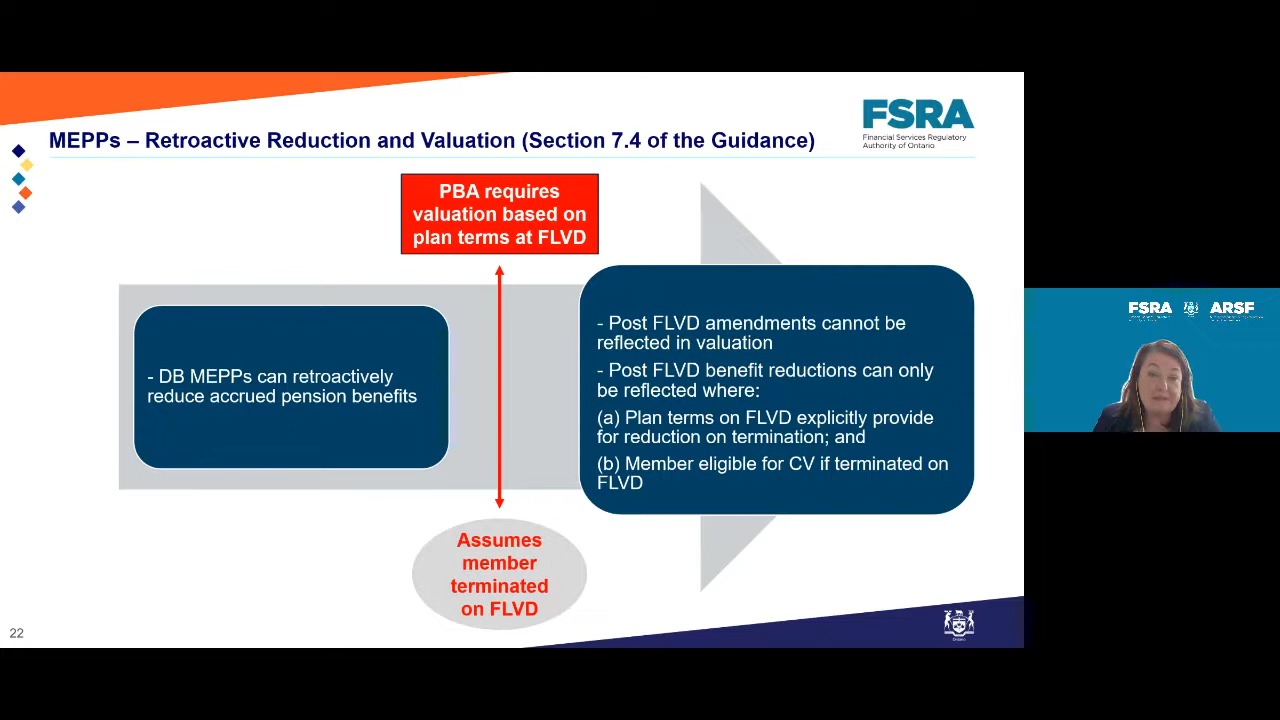 MEPPs – Retroactive Reduction and Valuation (Section 7.4 of the Guidance)
FSRA
Financial Services Regulatory
Authority of Ontario
PBA requires
valuation based on
plan terms at FLVD
- DB MEPPs can retroactively
reduce accrued pension benefits
- Post FLVD amendments cannot be
reflected in valuation
- Post FLVD benefit reductions can only
be reflected where:
(a) Plan terms on FLVD explicitly provide
for reduction on termination; and
(b) Member eligible for CV if terminated on
FLVD
Assumes
member
terminated
on FLVD
22
Ontario
FSRA
ARSF